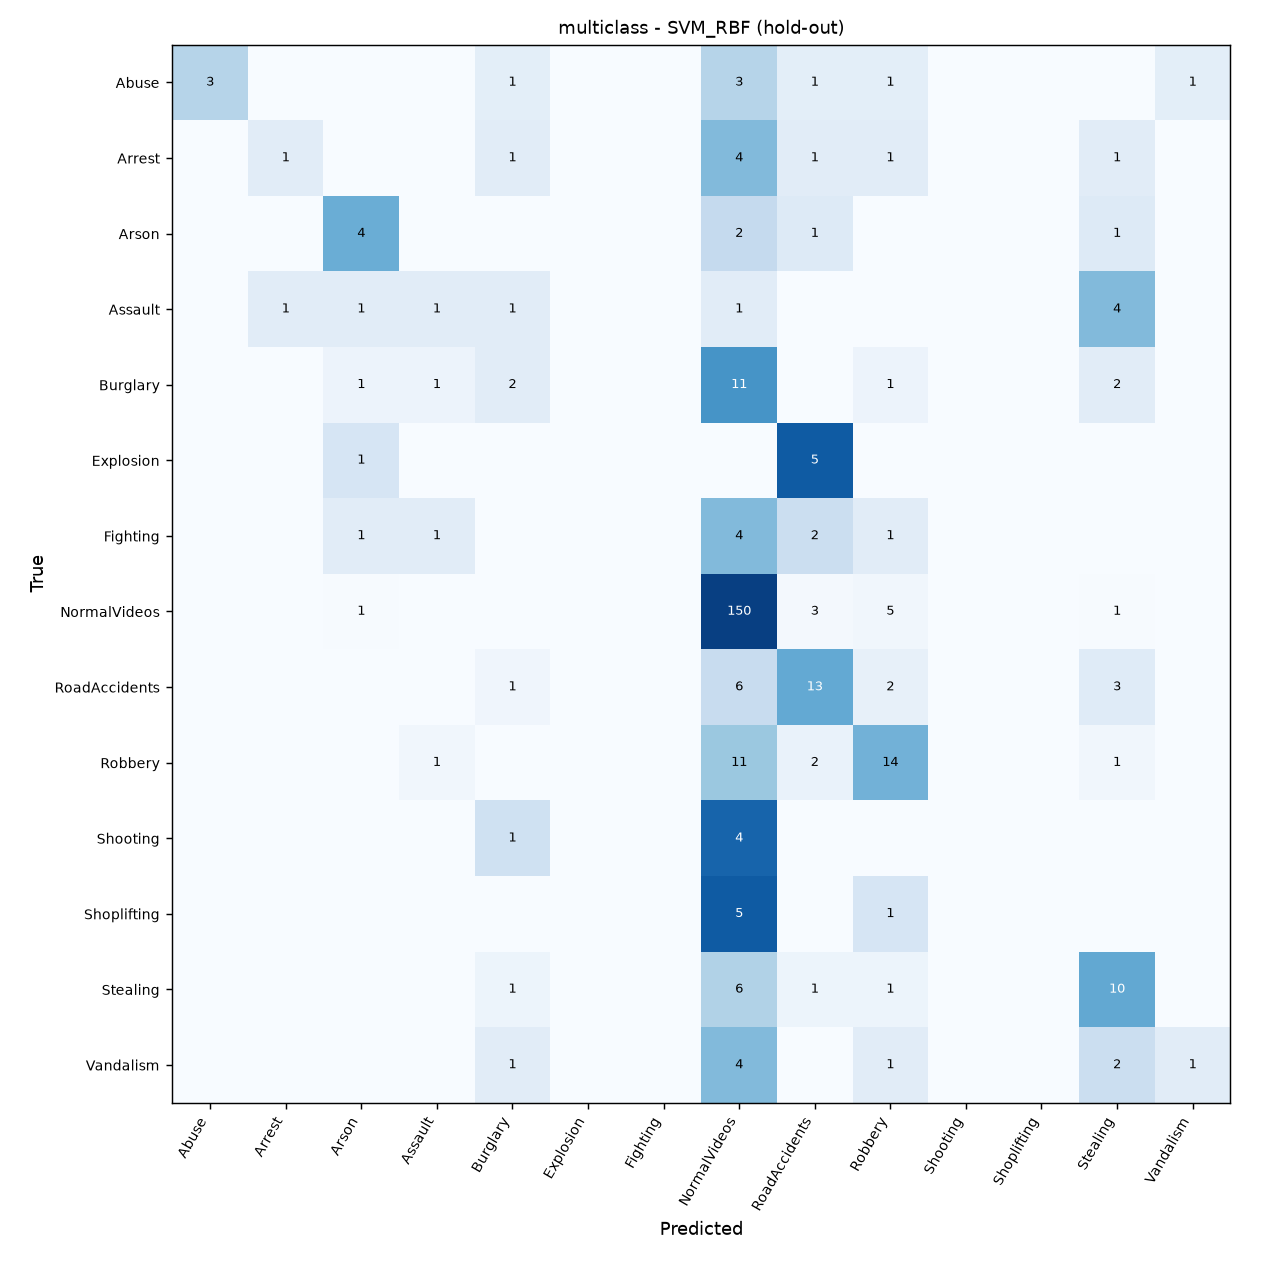 multiclass - SVM_RBF (hold-out)
Abuse 3 1 3 1 1 1
Arrest 1 1 4 1 1 1
Arson 4 2 1 1
Assault 1 1 1 1 1 4
Burglary 1 1 2 11 1 2
Explosion 1 5
Fighting 1 1 4 2 1
NormalVideos 1 150 3 5 1
RoadAccidents 1 6 13 2 3
Robbery 1 11 2 14 1
Shooting 1 4
Shoplifting 5 1
Stealing 1 6 1 1 10
Vandalism 1 4 1 2 1
True
Abuse Arrest Arson Assault Burglary Explosion Fighting NormalVideos RoadAccidents Robbery Shooting Shoplifting Stealing Vandalism
Predicted